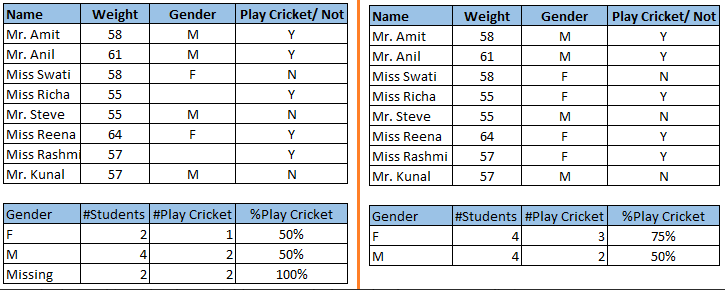 Name Weight Gender Play Cricket/ Not
Mr. Amit 58 M Y
Mr. Anil 61 M Y
Miss Swati 58 F N
Miss Richa 55 Y
Mr. Steve 55 M N
Miss Reena 64 F Y
Miss Rashmi 57 Y
Mr. Kunal 57 M N
Gender #Students #Play Cricket %Play Cricket
F 2 1 50%
M 4 2 50%
Missing 2 2 100%
Name Weight Gender Play Cricket/ Not
Mr. Amit 58 M Y
Mr. Anil 61 M Y
Miss Swati 58 F N
Miss Richa 55 F Y
Mr. Steve 55 M N
Miss Reena 64 F Y
Miss Rashmi 57 F Y
Mr. Kunal 57 M N
Gender #Students #Play Cricket %Play Cricket
F 4 3 75%
M 4 2 50%